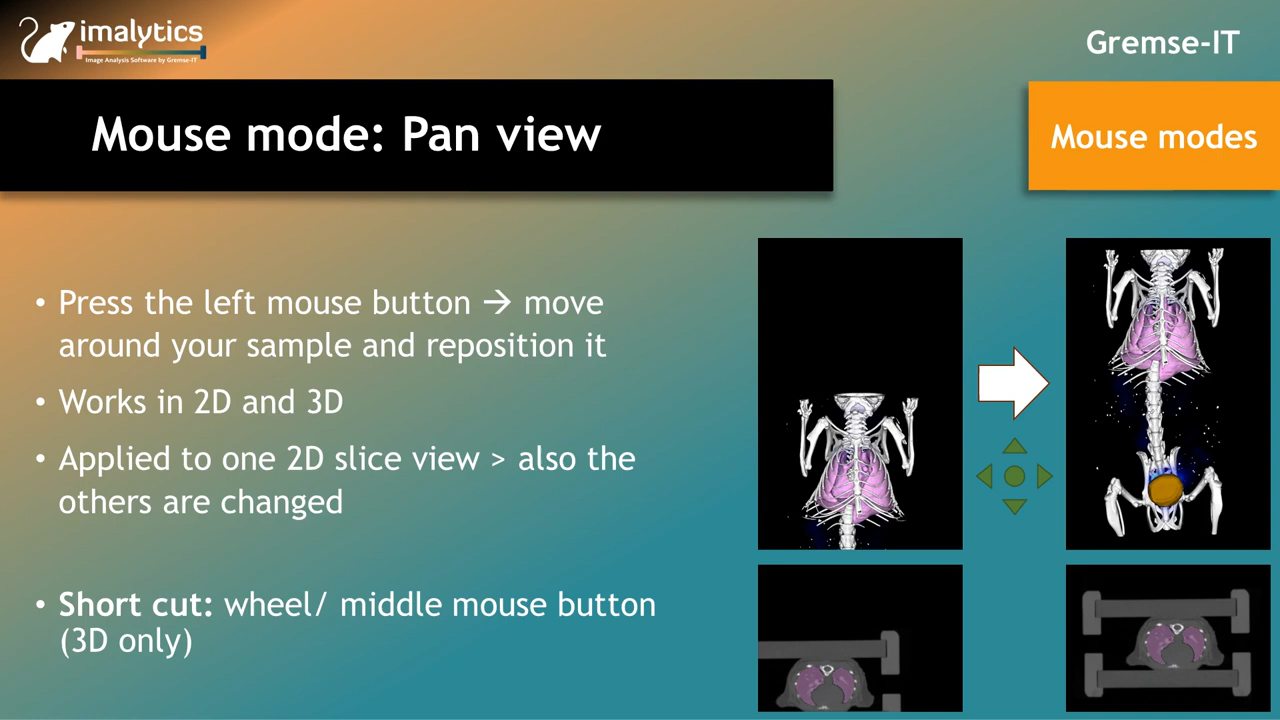 imalytics
Image Analysis Software by Gremse-IT
Gremse-IT
Mouse mode: Pan view
Mouse modes
• Press the left mouse button → move
around your sample and reposition it
• Works in 2D and 3D
• Applied to one 2D slice view > also the
others are changed
• Short cut: wheel/ middle mouse button
(3D only)